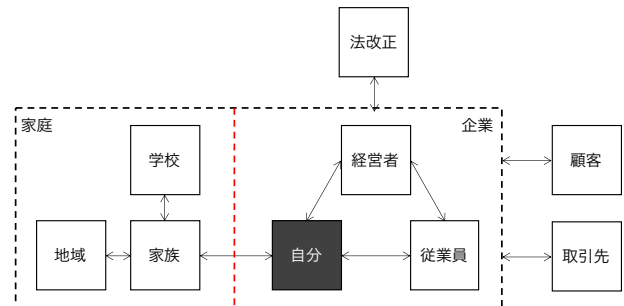 法改正
家庭
企業
学校
経営者
顧客
地域
家族
自分
従業員
取引先